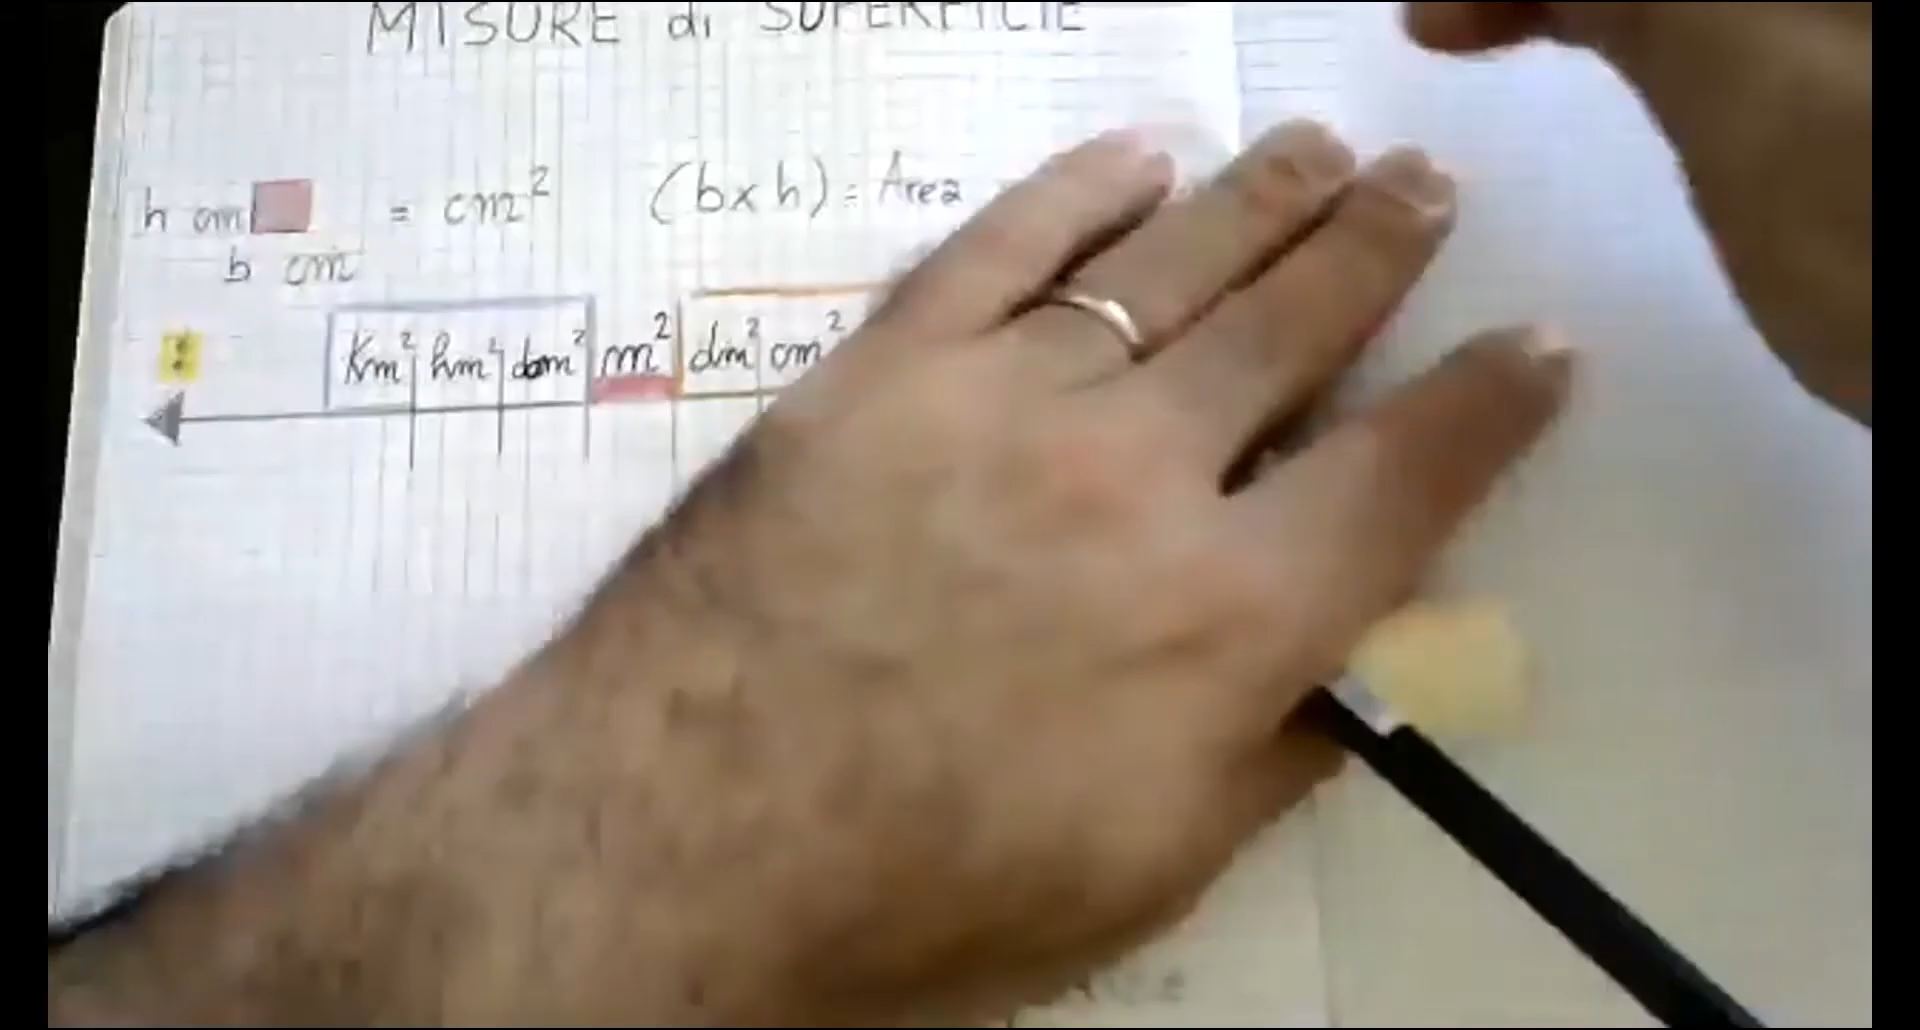 MISURE di SUPERFICIE
h cm = cm² (b x h) = Area
b cm
: Km² hm² dam² m² dm² cm²